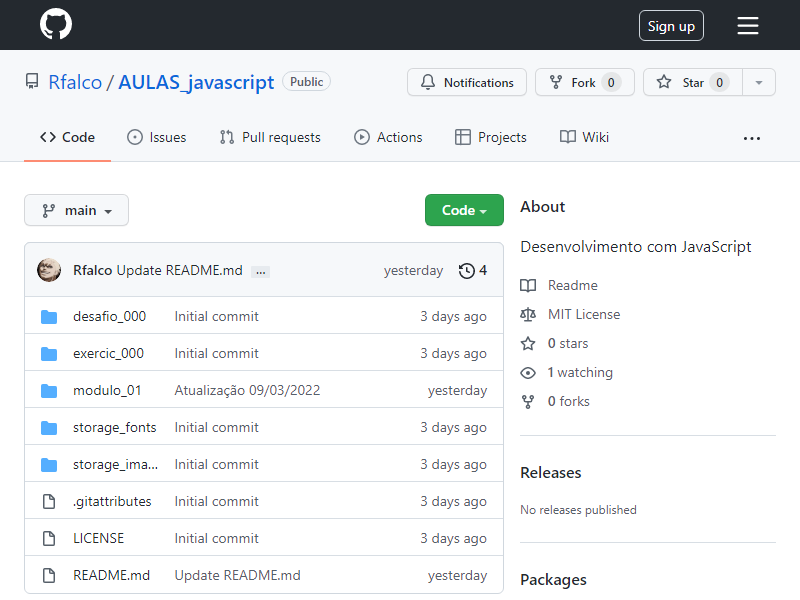 Sign up
Rfalco / AULAS_javascript Public
Notifications Fork 0 Star 0
Code Issues Pull requests Actions Projects Wiki ...
main Code
Rfalco Update README.md ... yesterday 4
desafio_000 Initial commit 3 days ago
exercic_000 Initial commit 3 days ago
modulo_01 Atualização 09/03/2022 yesterday
storage_fonts Initial commit 3 days ago
storage_ima... Initial commit 3 days ago
.gitattributes Initial commit 3 days ago
LICENSE Initial commit 3 days ago
README.md Update README.md yesterday
About
Desenvolvimento com JavaScript
Readme
MIT License
0 stars
1 watching
0 forks
Releases
No releases published
Packages